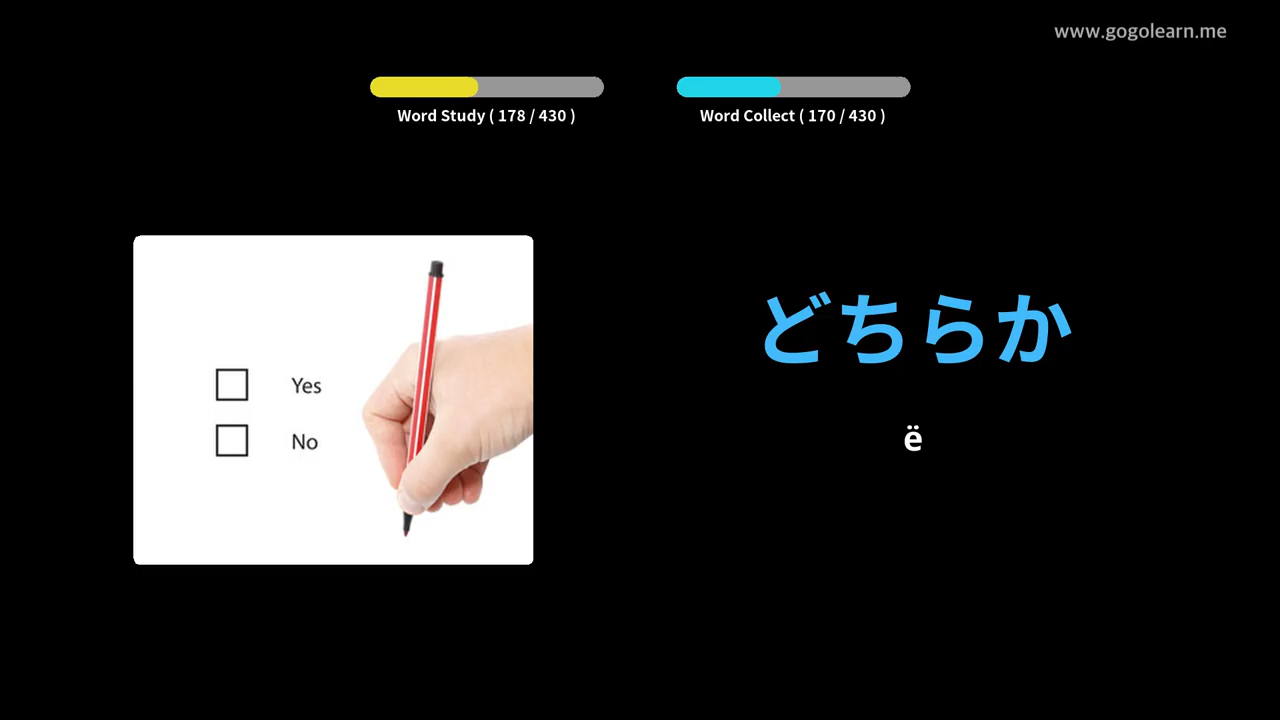 www.gogolearn.me
Word Study ( 178 / 430 )
Word Collect ( 170 / 430 )
どちらか
ë
Yes
No